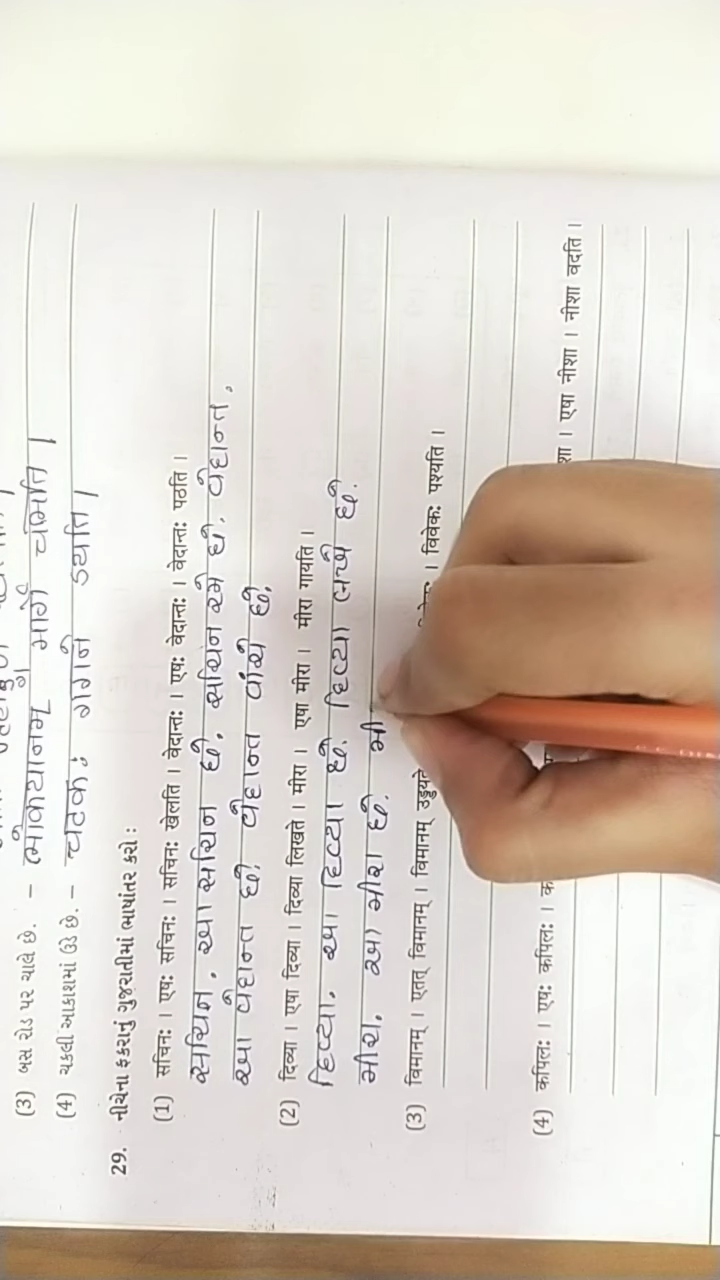 (3) બસ રોડ પર ચાલે છે. – लोकयानम् मार्गे चलति ।
(4) ચકલી આકાશમાં ઉડે છે. – चटकः गगने डयति ।
29. નીચેના ફકરાનું ગુજરાતીમાં ભાષાંતર કરો :
(1) सचिनः । एषः सचिनः । सचिनः खेलति । वेदान्तः । एषः वेदान्तः । वेदान्तः पठति ।
સચિન. આ સચિન છે. સચિન રમે છે. વેદાન્ત.
આ વેદાન્ત છે. વેદાન્ત વાંચે છે.
(2) दिव्या । एषा दिव्या । दिव्या लिखते । मीरा । एषा मीरा । मीरा गायति ।
દિવ્યા. આ દિવ્યા છે. દિવ્યા લખે છે.
મીરા. આ મીરા છે. મી
(3) विमानम् । एतत् विमानम् । विमानम् उड्डयते । विवेकः पश्यति ।
(4) कपिलः । एषः कपिलः । । एषा नीशा । नीशा वदति ।